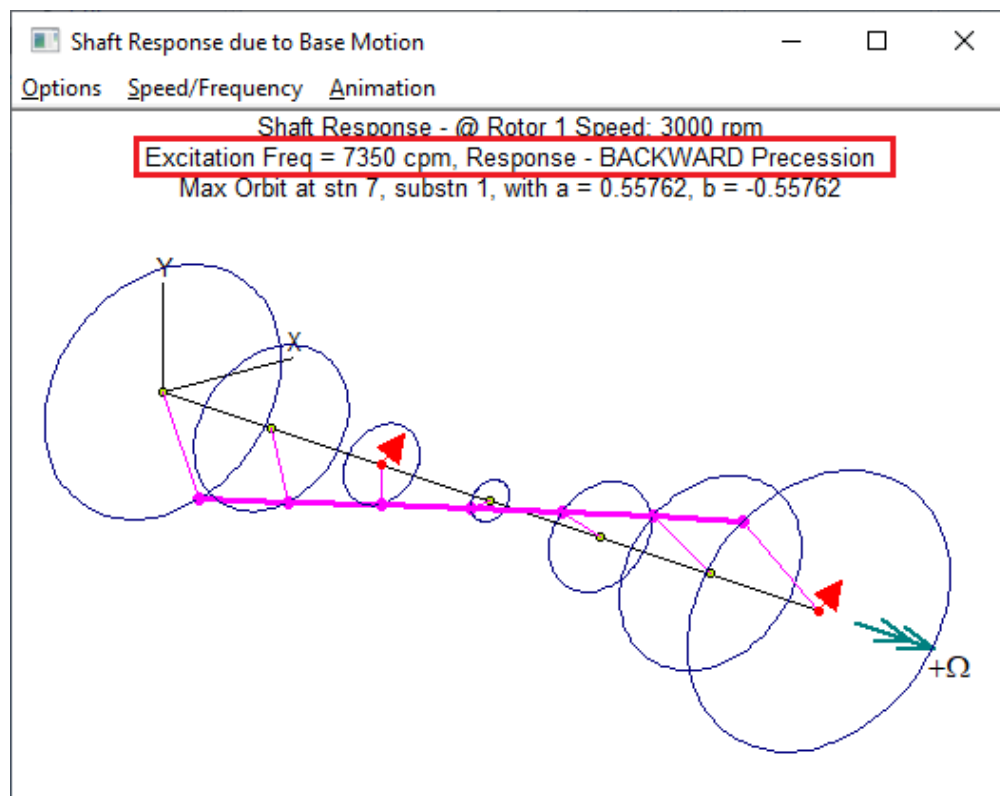 Shaft Response due to Base Motion
Options Speed/Frequency Animation
Shaft Response - @ Rotor 1 Speed: 3000 rpm
Excitation Freq = 7350 cpm, Response - BACKWARD Precession
Max Orbit at stn 7, substn 1, with a = 0.55762, b = -0.55762
Y
X
+Ω